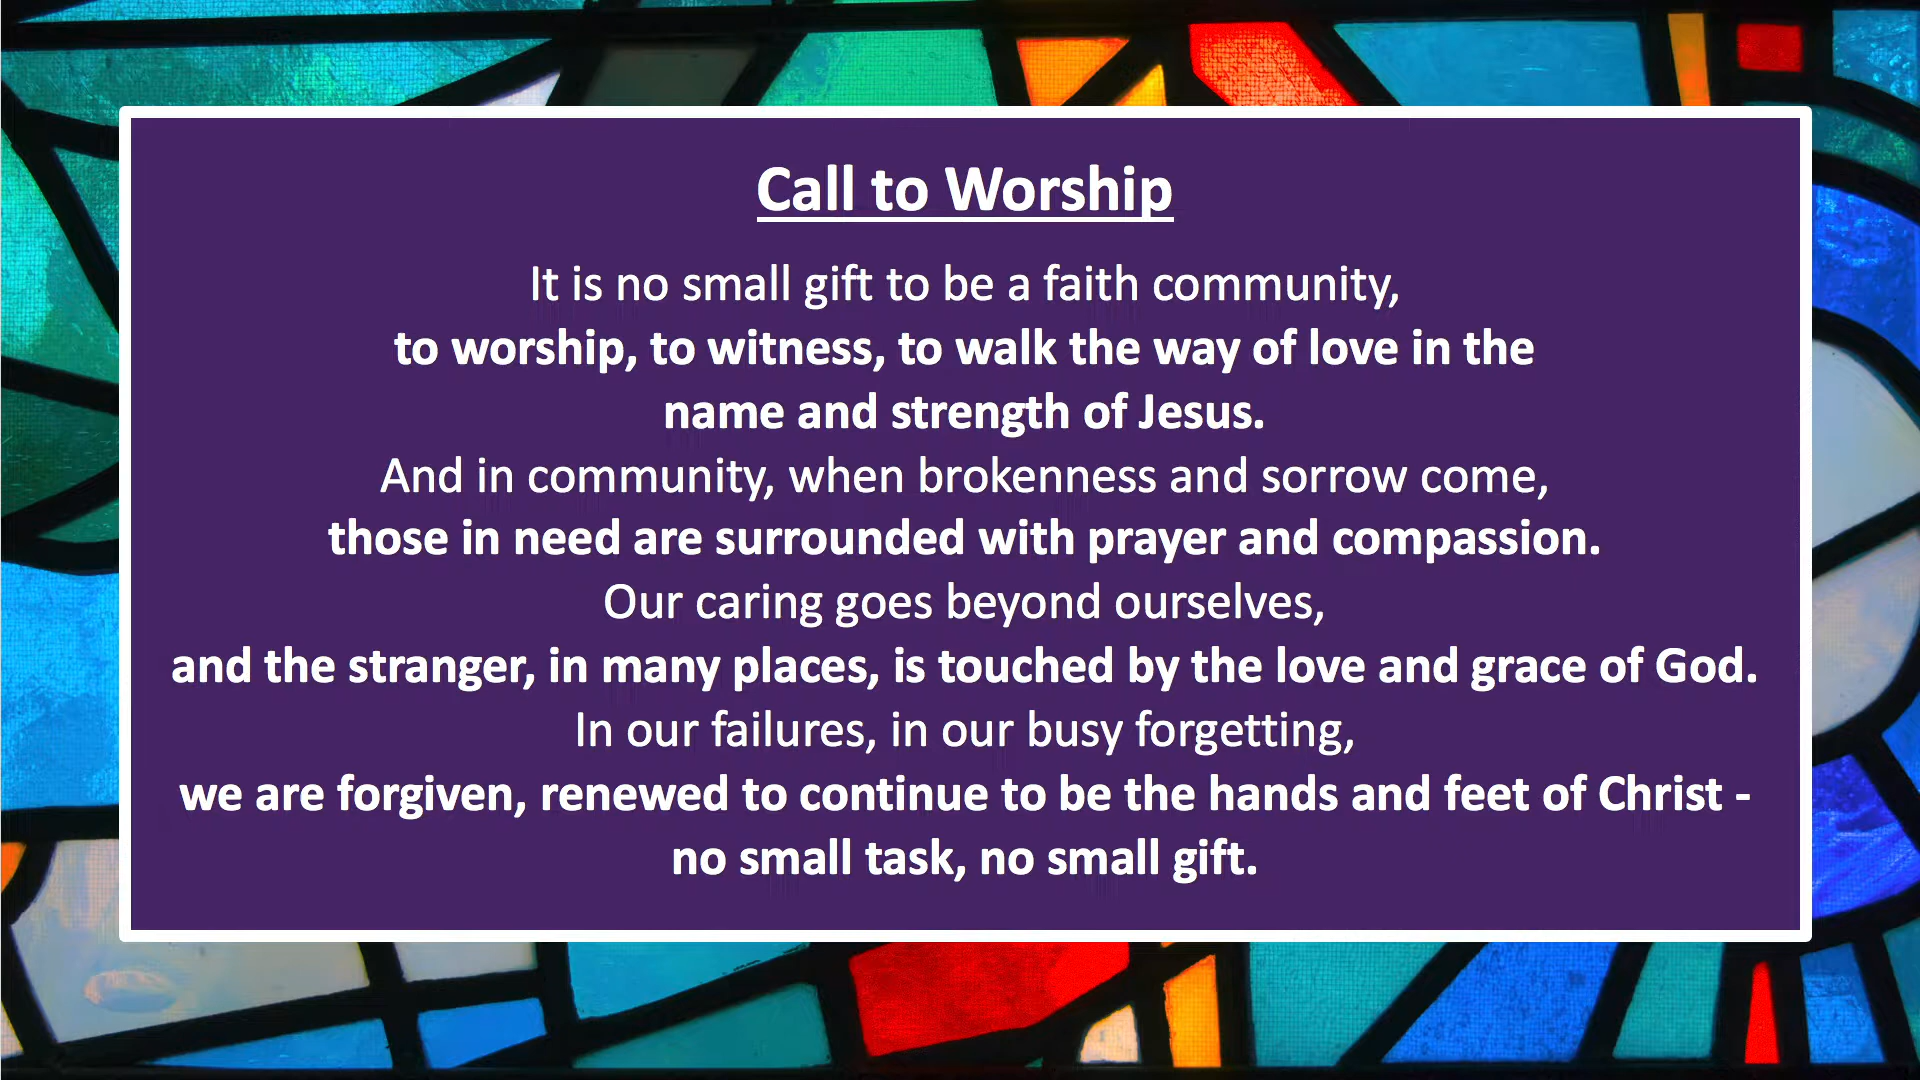 Call to Worship
It is no small gift to be a faith community,
to worship, to witness, to walk the way of love in the
name and strength of Jesus.
And in community, when brokenness and sorrow come,
those in need are surrounded with prayer and compassion.
Our caring goes beyond ourselves,
and the stranger, in many places, is touched by the love and grace of God.
In our failures, in our busy forgetting,
we are forgiven, renewed to continue to be the hands and feet of Christ -
no small task, no small gift.